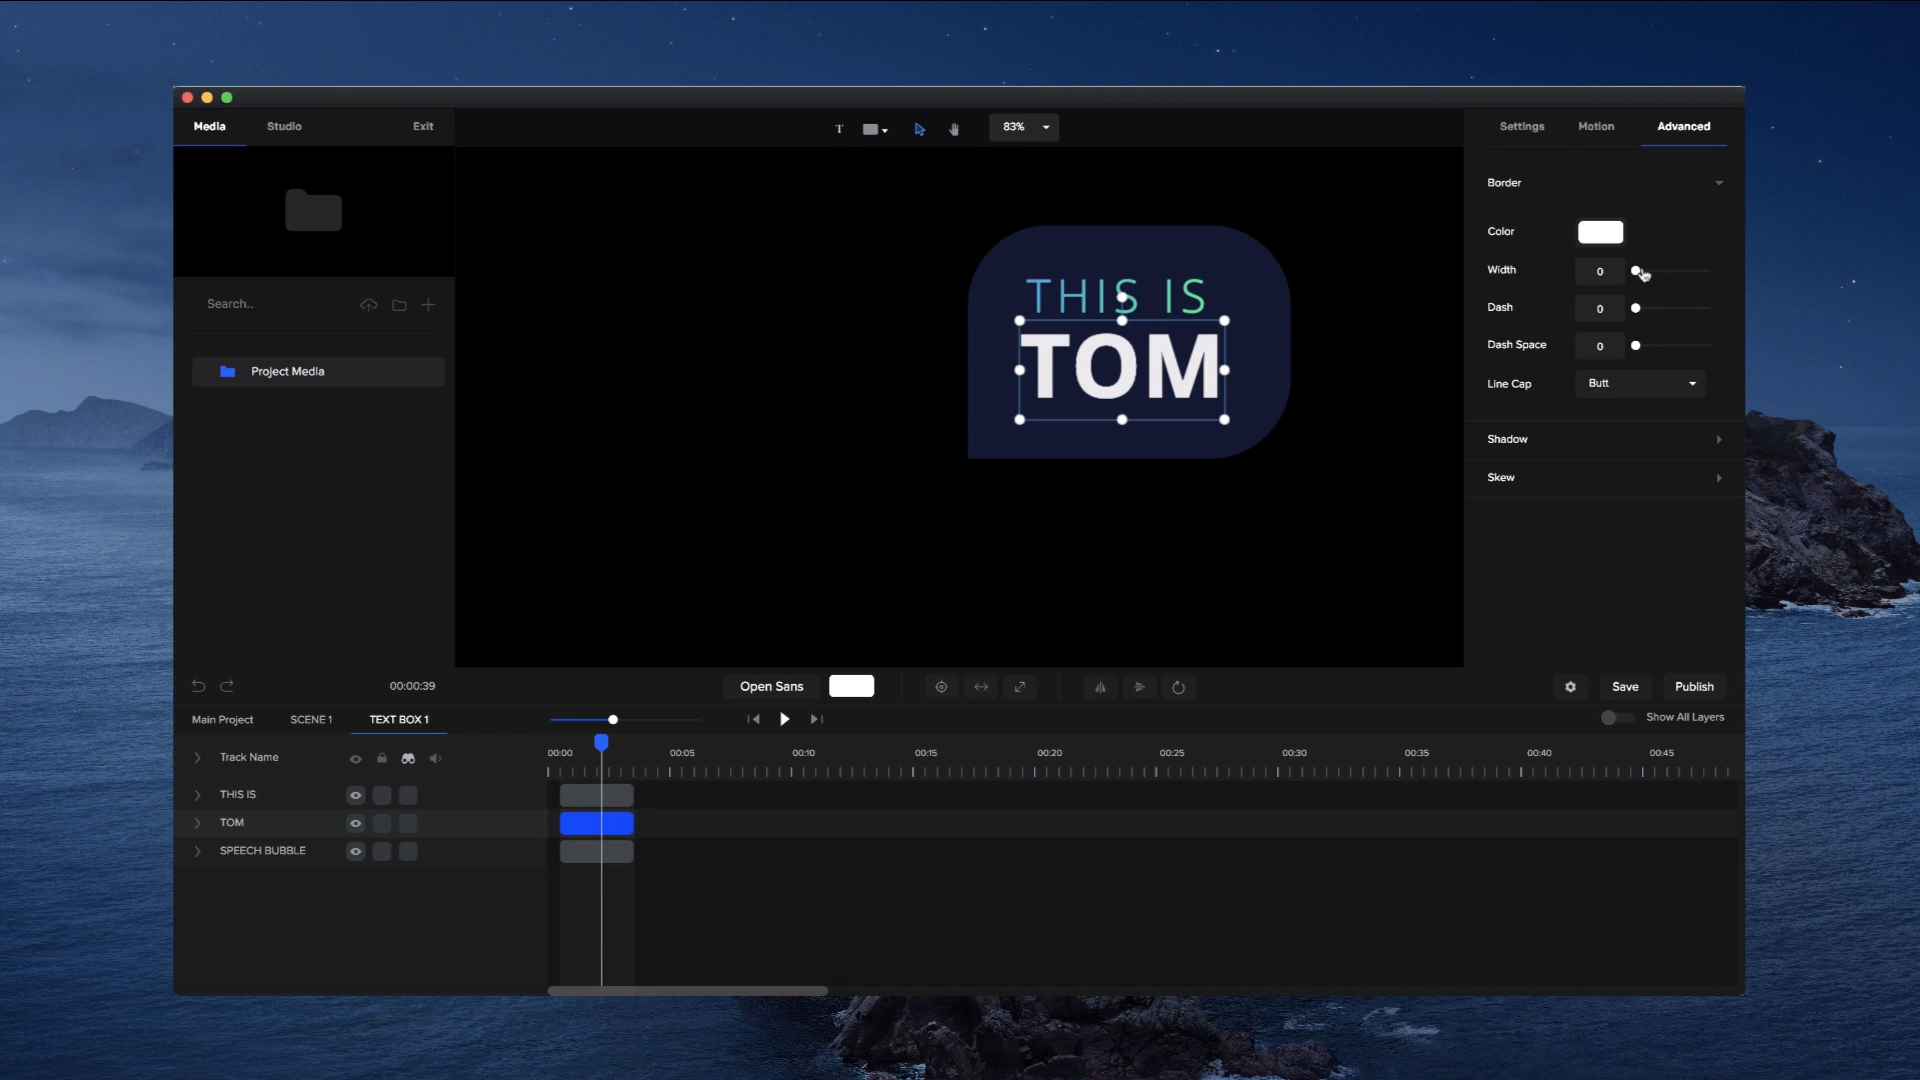 Media Studio Exit
T 83%
Settings Motion Advanced
Search..
Project Media
THIS IS
TOM
Border
Color
Width 0
Dash 0
Dash Space 0
Line Cap Butt
Shadow
Skew
00:00:39
Open Sans
Save Publish
Main Project SCENE 1 TEXT BOX 1
Show All Layers
Track Name
00:00 00:05 00:10 00:15 00:20 00:25 00:30 00:35 00:40 00:45
THIS IS
TOM
SPEECH BUBBLE